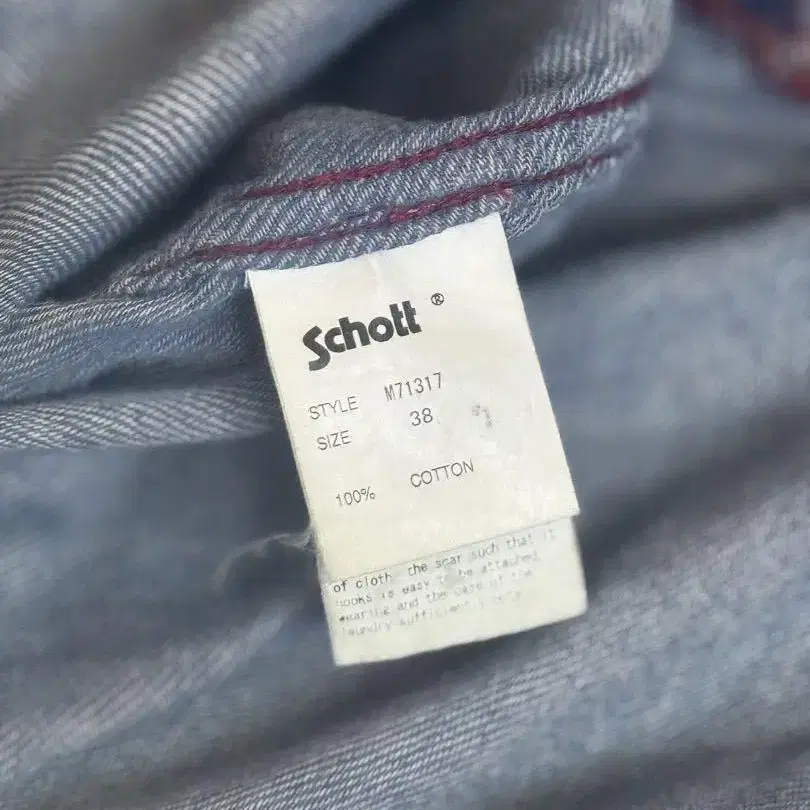 Schott ®
STYLE M71317
SIZE 38
100% COTTON
of cloth the scar such that it
hooks is easy to be attached
wearing and the case of the
laundry sufficiently